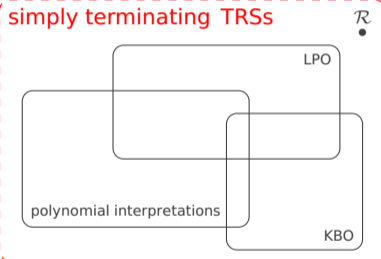 simply terminating TRSs
ℛ
LPO
polynomial interpretations
KBO